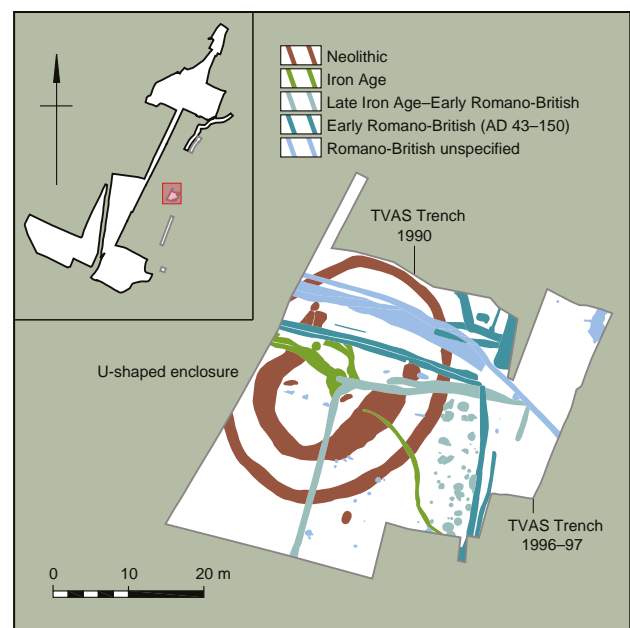 Neolithic
Iron Age
Late Iron Age–Early Romano-British
Early Romano-British (AD 43–150)
Romano-British unspecified
TVAS Trench
1990
U-shaped enclosure
TVAS Trench
1996–97
0 10 20 m